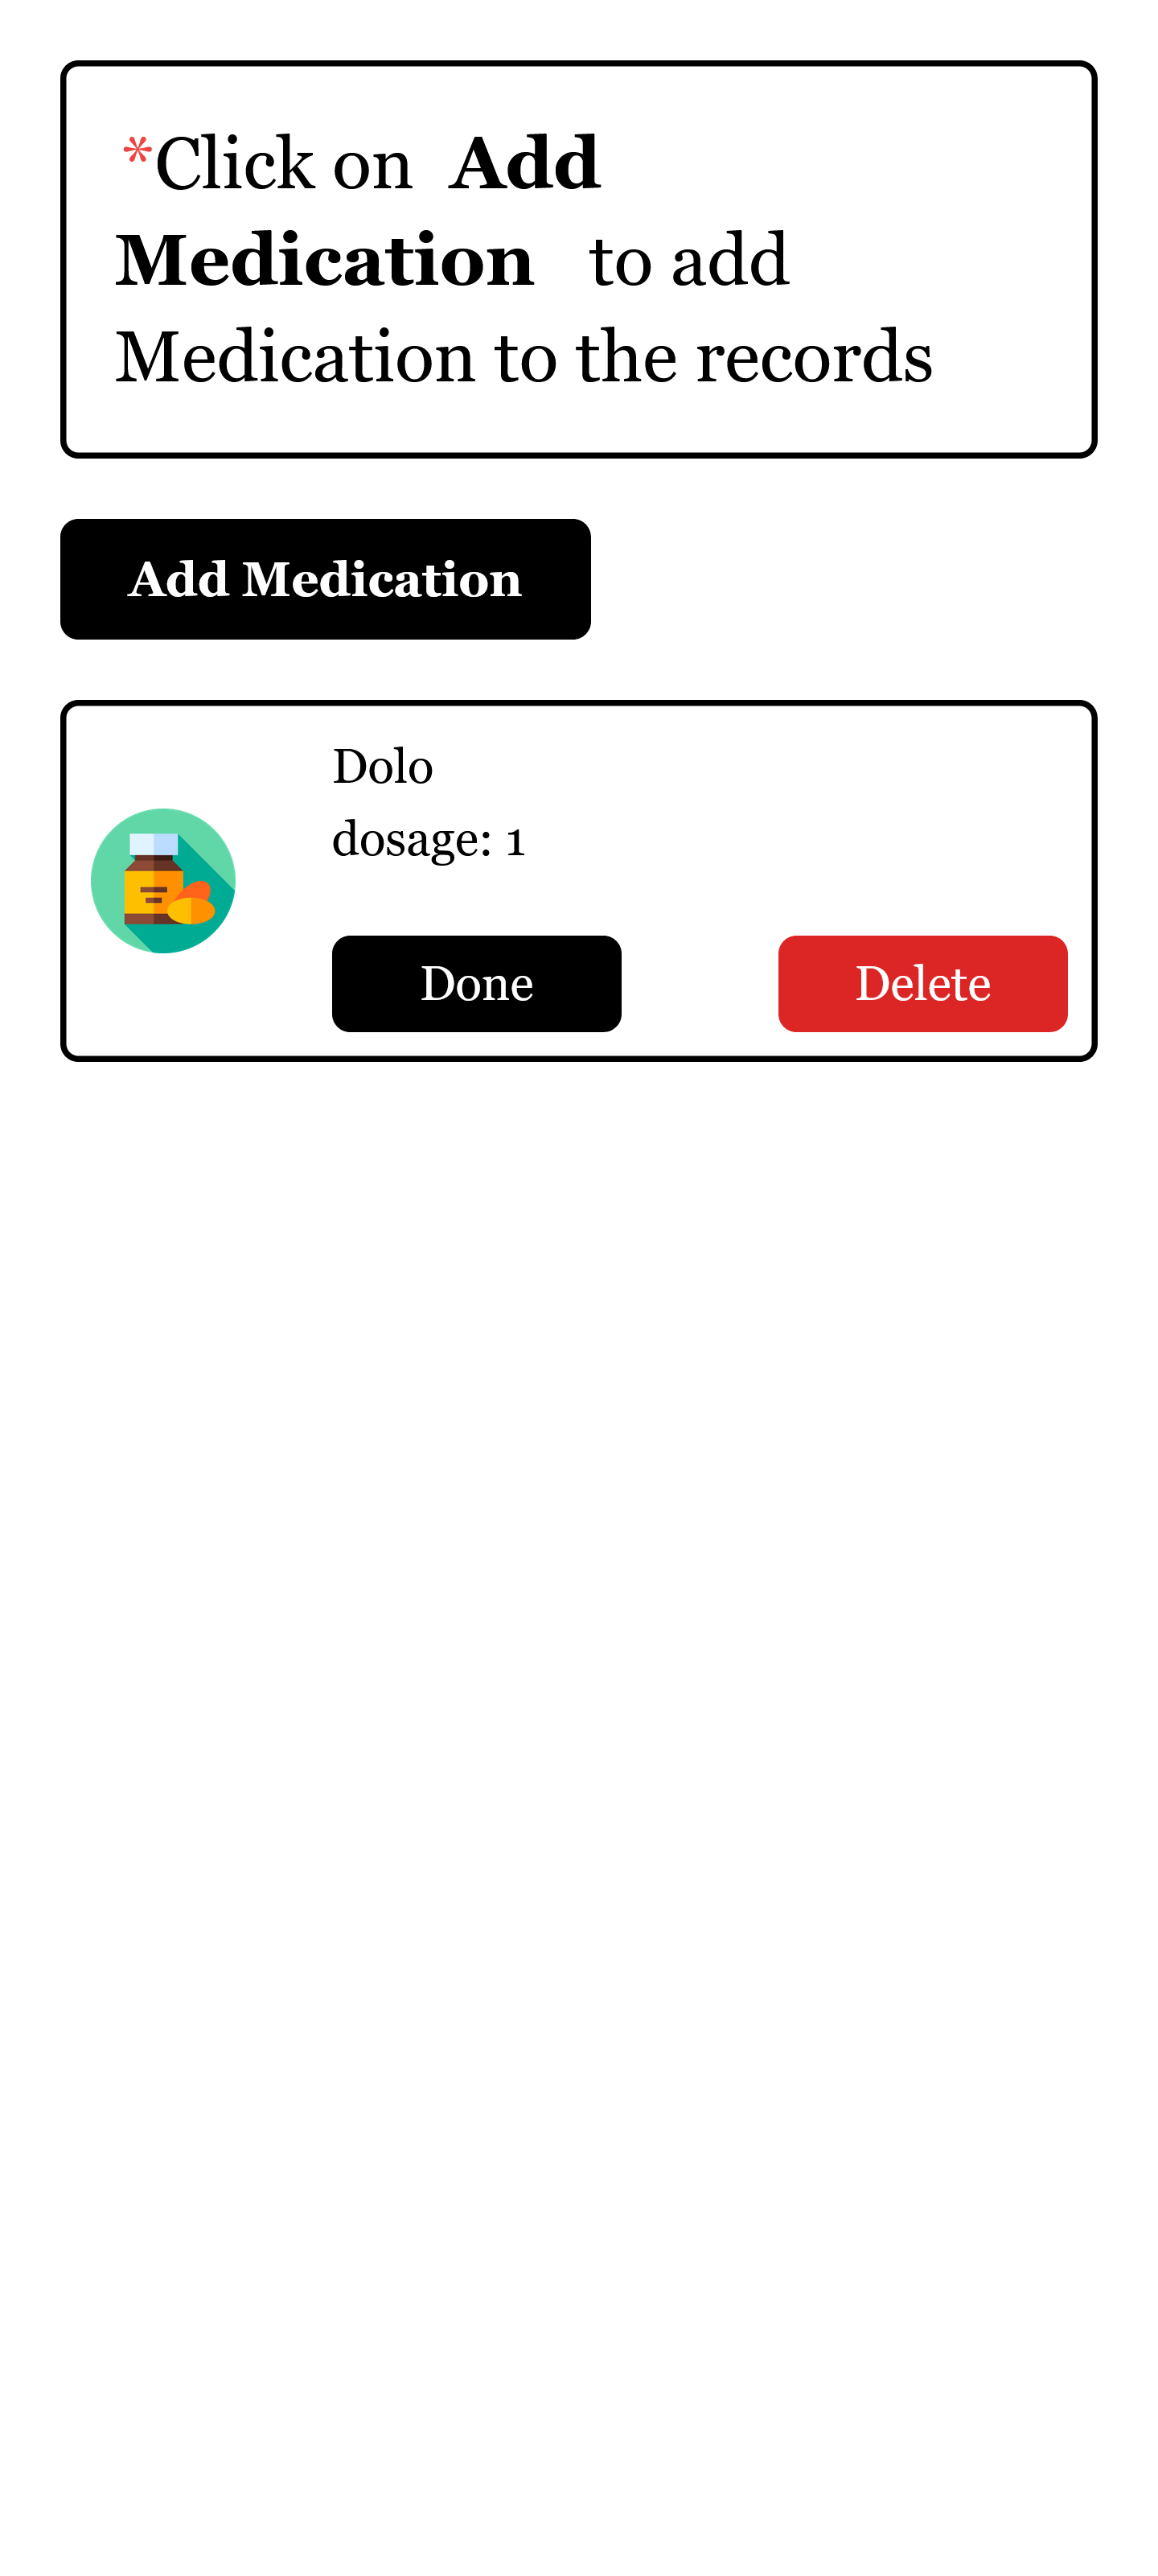 *Click on Add
Medication to add
Medication to the records
Add Medication
Dolo
dosage: 1
Done
Delete